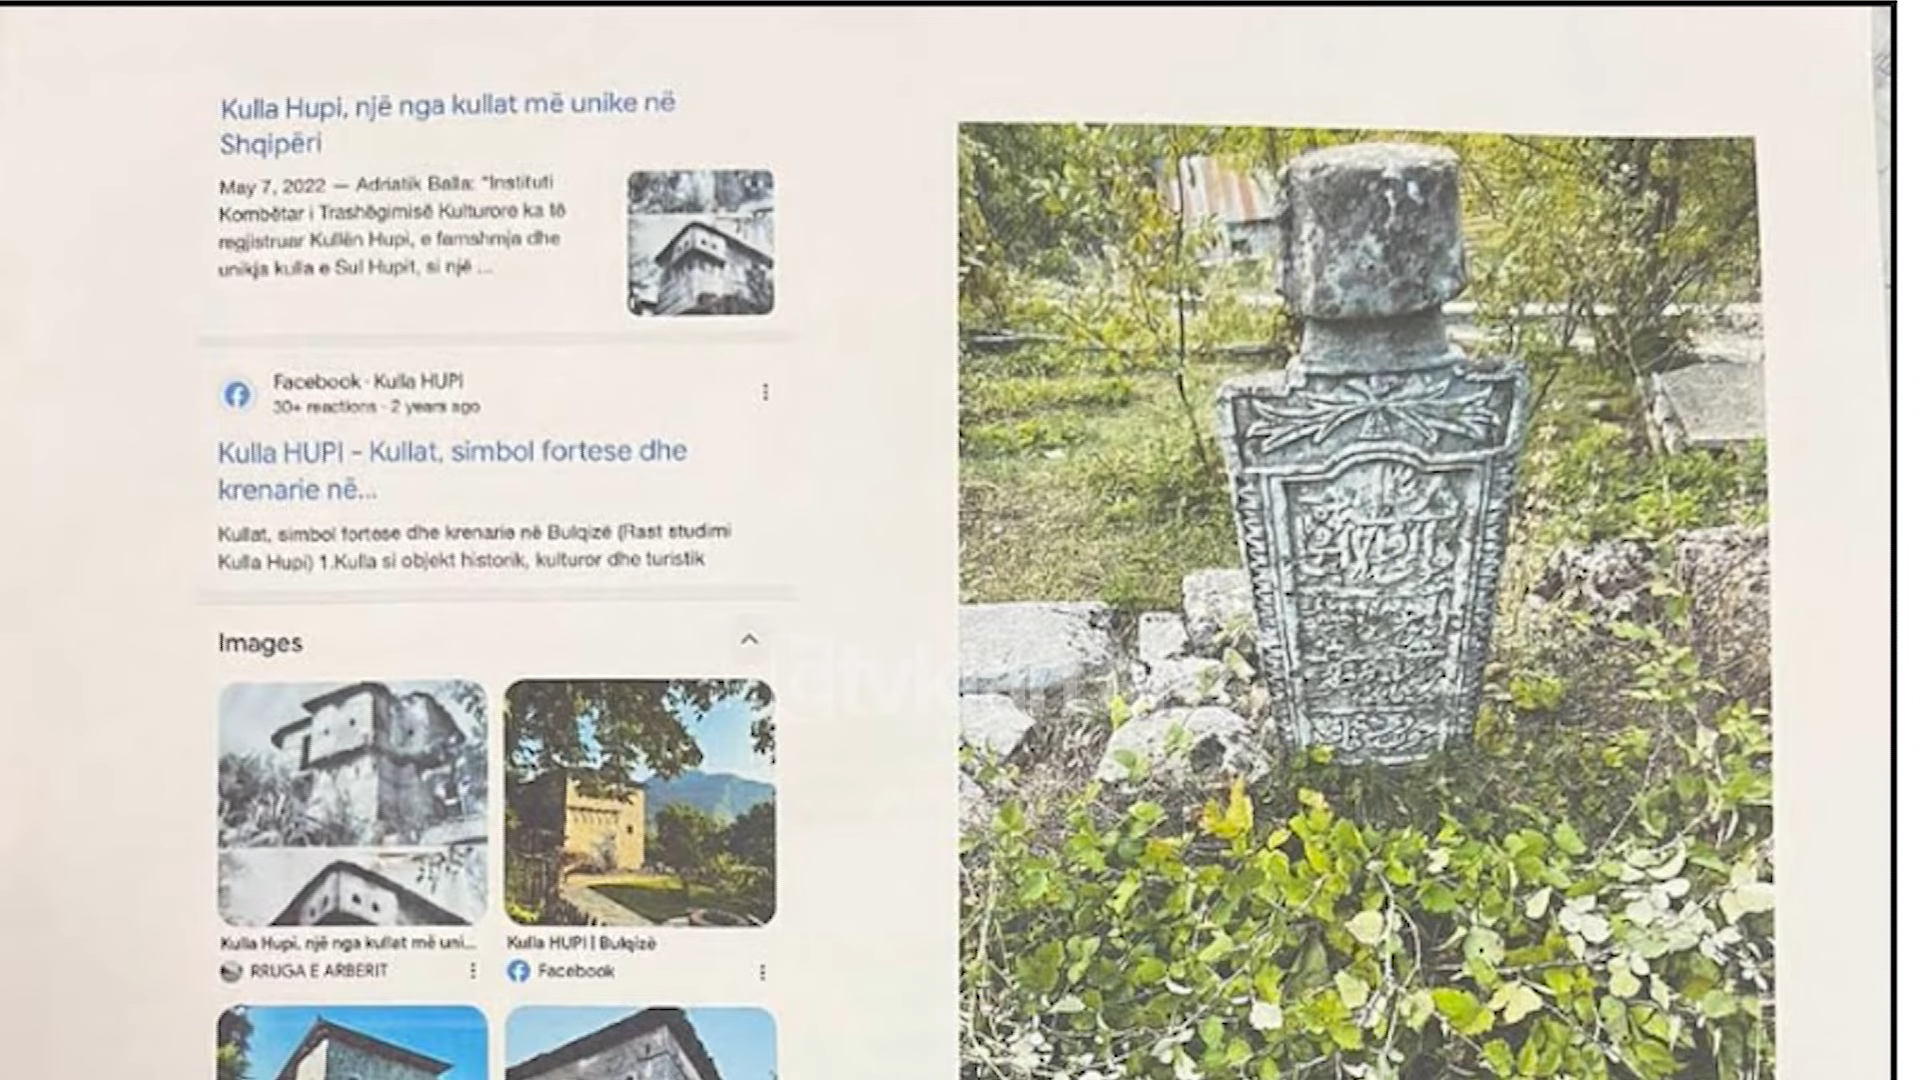 Kulla Hupi, një nga kullat më unike në
Shqipëri
May 7, 2022 — Adriatik Balla: "Instituti
Kombëtar i Trashëgimisë Kulturore ka të
regjistruar Kullën Hupi, e famshmja dhe
unikja kulla e Sul Hupit, si një ...
Facebook · Kulla HUPI
30+ reactions · 2 years ago
Kulla HUPI - Kullat, simbol fortese dhe
krenarie në...
Kullat, simbol fortese dhe krenarie në Bulqizë (Rast studimi
Kulla Hupi) 1.Kulla si objekt historik, kulturor dhe turistik
Images
Kulla Hupi, një nga kullat më uni...
RRUGA E ARBERIT
Kulla HUPI | Bulqizë
Facebook